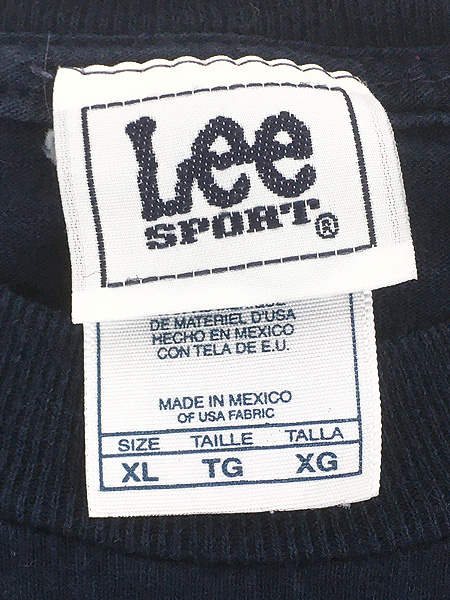 Lee
SPORT®
DE MATERIEL D'USA
HECHO EN MEXICO
CON TELA DE E.U.
MADE IN MEXICO
OF USA FABRIC
SIZE TAILLE TALLA
XL TG XG